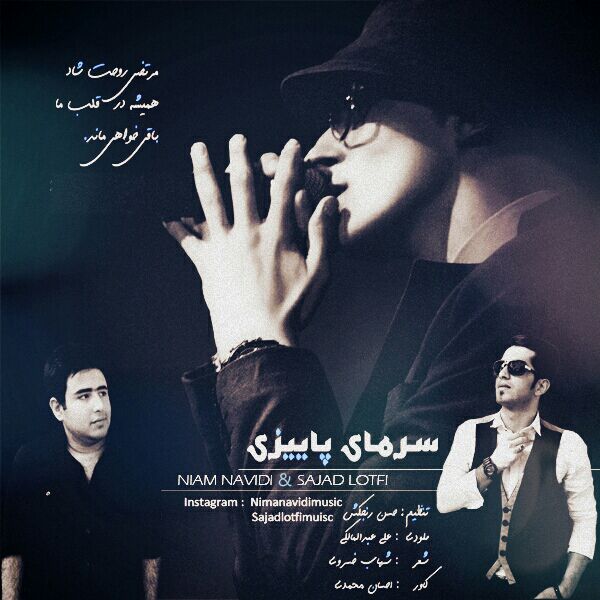 مرتضی روحت شاد
همیشه در قلب ما
باقی خواهی ماند.
سرمای پاییزی
NIAM NAVIDI & SAJAD LOTFI
Instagram : Nimanavidimusic
Sajadlotfimuisc
تنظیم : حسن رنجکش
ملودی : علی عبدالمالکی
شعر : شهاب خسروی
کاور : احسان محمدی